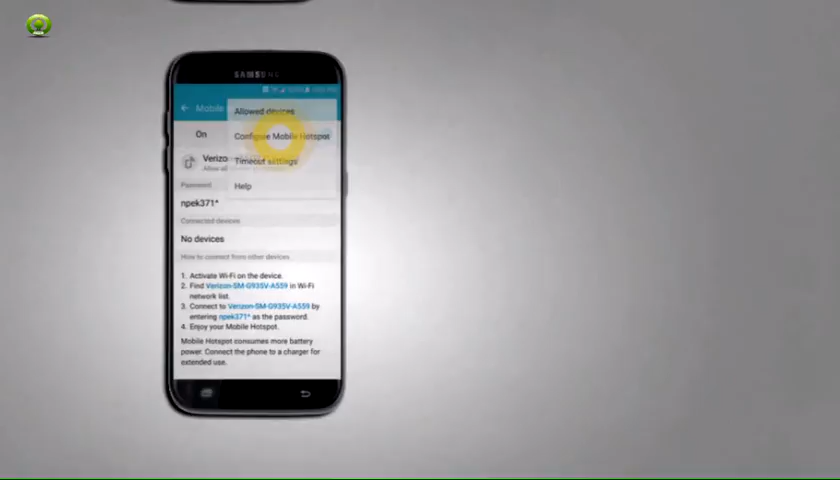 SAMSUNG
Mobile
Allowed devices
On
Configure Mobile Hotspot
Timeout settings
Password
Help
npek371*
Connected devices
No devices
How to connect from other devices
1. Activate Wi-Fi on the device.
2. Find Verizon-SM-G935V-A559 in Wi-Fi
network list.
3. Connect to Verizon-SM-G935V-A559 by
entering npek371* as the password.
4. Enjoy your Mobile Hotspot.
Mobile Hotspot consumes more battery
power. Connect the phone to a charger for
extended use.